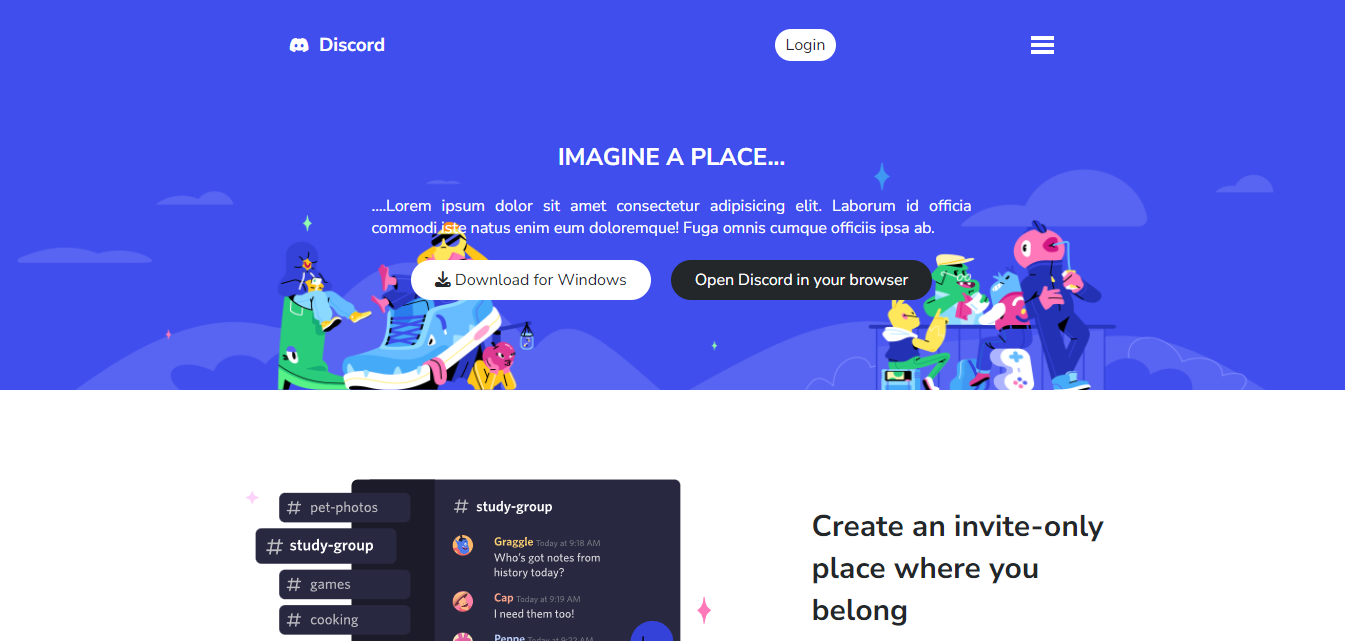 Discord
Login
IMAGINE A PLACE...
....Lorem ipsum dolor sit amet consectetur adipisicing elit. Laborum id officia
commodi iste natus enim eum doloremque! Fuga omnis cumque officiis ipsa ab.
Download for Windows
Open Discord in your browser
# pet-photos
# study-group
# games
# cooking
# study-group
Graggle Today at 9:18 AM
Who's got notes from
history today?
Cap Today at 9:19 AM
I need them too!
Peppe Today at 9:22 AM
Create an invite-only
place where you
belong